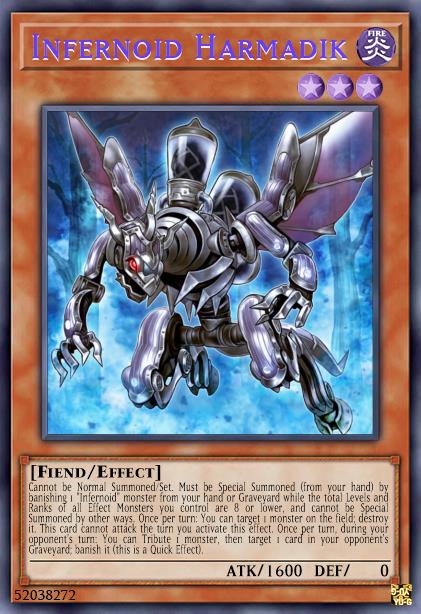 INFERNOID HARMADIK
FIRE
炎
[FIEND/EFFECT]
Cannot be Normal Summoned/Set. Must be Special Summoned (from your hand) by
banishing 1 "Infernoid" monster from your hand or Graveyard while the total Levels and
Ranks of all Effect Monsters you control are 8 or lower, and cannot be Special
Summoned by other ways. Once per turn: You can target 1 monster on the field; destroy
it. This card cannot attack the turn you activate this effect. Once per turn, during your
opponent's turn: You can Tribute 1 monster, then target 1 card in your opponent's
Graveyard; banish it (this is a Quick Effect).
ATK/1600 DEF/ 0
52038272